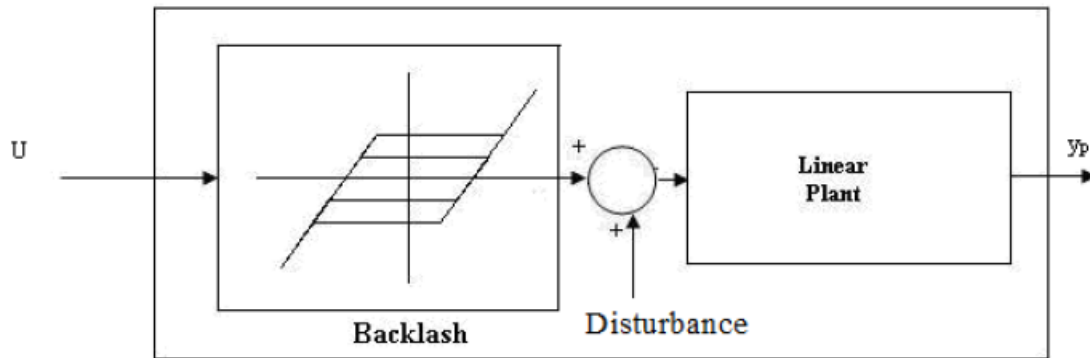 U
+
+
Linear
Plant
yp
Backlash
Disturbance